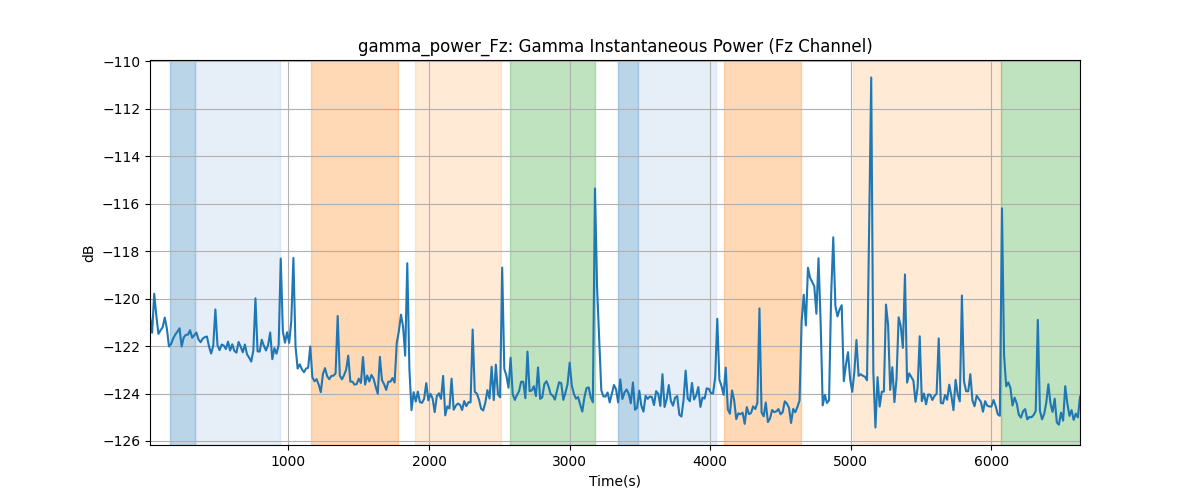 gamma_power_Fz: Gamma Instantaneous Power (Fz Channel)
−110
−112
−114
−116
−118
−120
−122
−124
−126
dB
1000 2000 3000 4000 5000 6000
Time(s)